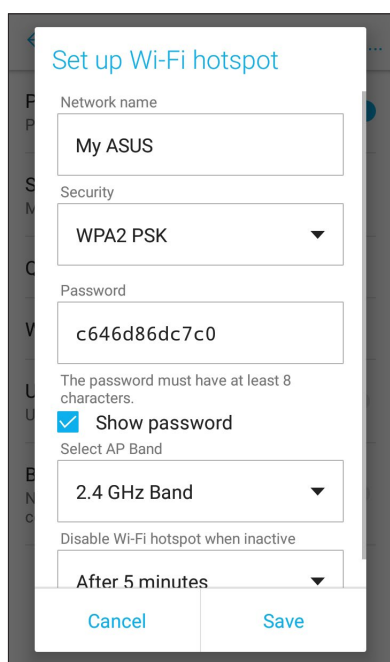 Set up Wi-Fi hotspot
Network name
My ASUS
Security
WPA2 PSK
Password
c646d86dc7c0
The password must have at least 8
characters.
Show password
Select AP Band
2.4 GHz Band
Disable Wi-Fi hotspot when inactive
After 5 minutes
Cancel
Save